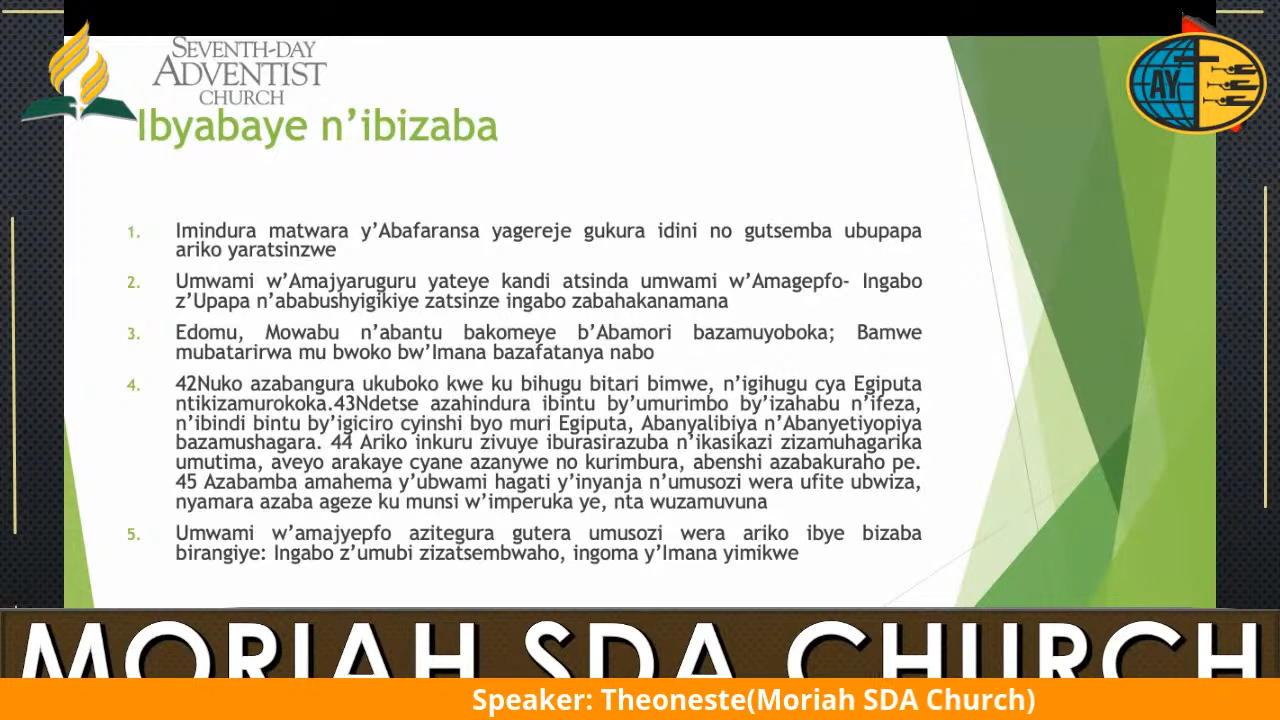 SEVENTH-DAY
ADVENTIST
CHURCH
AY
Ibyabaye n’ibizaba
1. Imindura matwara y’Abafaransa yagereje gukura idini no gutsemba ubupapa
ariko yaratsinzwe
2. Umwami w’Amajyaruguru yateye kandi atsinda umwami w’Amagepfo- Ingabo
z’Upapa n’ababushyigikiye zatsinze ingabo zabahakanamana
3. Edomu, Mowabu n’abantu bakomeye b’Abamori bazamuyoboka; Bamwe
mubatarirwa mu bwoko bw’Imana bazafatanya nabo
4. 42Nuko azabangura ukuboko kwe ku bihugu bitari bimwe, n’igihugu cya Egiputa
ntikizamurokoka.43Ndetse azahindura ibintu by’umurimbo by’izahabu n’ifeza,
n’ibindi bintu by’igiciro cyinshi byo muri Egiputa, Abanyalibiya n’Abanyetiyopiya
bazamushagara. 44 Ariko inkuru zivuye iburasirazuba n’ikasikazi zizamuhagarika
umutima, aveyo arakaye cyane azanywe no kurimbura, abenshi azabakuraho pe.
45 Azabamba amahema y’ubwami hagati y’inyanja n’umusozi wera ufite ubwiza,
nyamara azaba ageze ku munsi w’imperuka ye, nta wuzamuvuna
5. Umwami w’amajyepfo azitegura gutera umusozi wera ariko ibye bizaba
birangiye: Ingabo z’umubi zizatsembwaho, ingoma y’Imana yimikwe
MORIAH SDA CHURCH
Speaker: Theoneste(Moriah SDA Church)